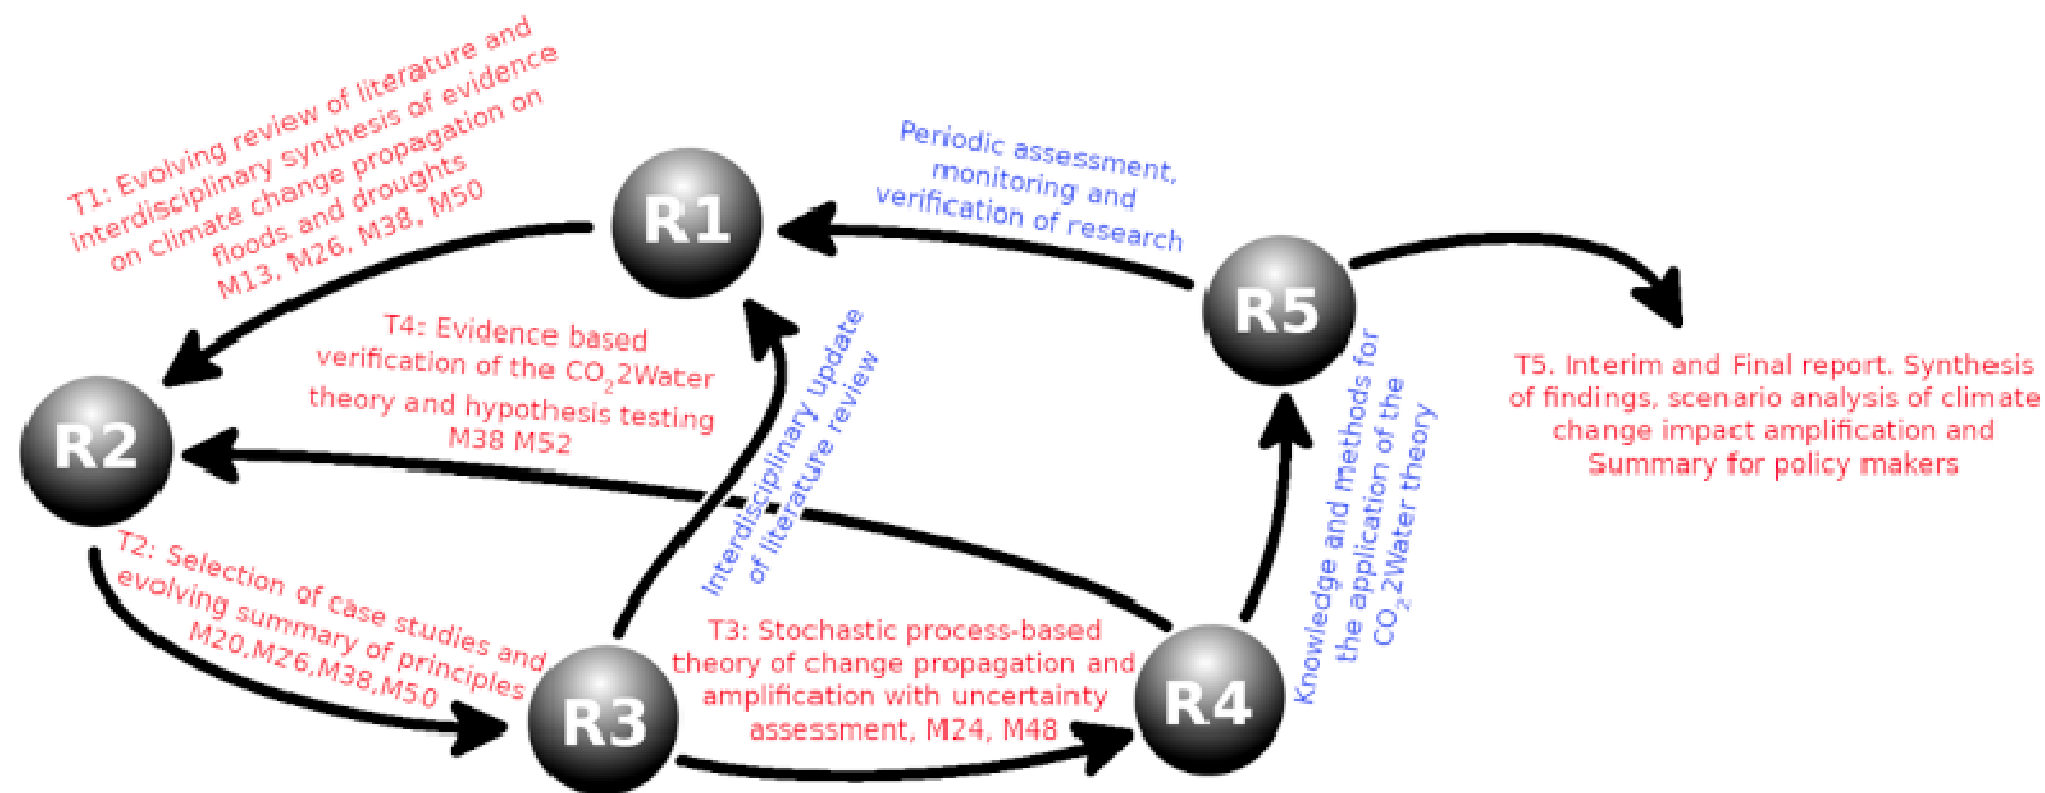 T1: Evolving review of literature and
interdisciplinary synthesis of evidence
on climate change propagation on
floods and droughts
M13, M26, M38, M50
R1
Periodic assessment,
monitoring and
verification of research
R5
T5. Interim and Final report. Synthesis
of findings, scenario analysis of climate
change impact amplification and
Summary for policy makers
T4: Evidence based
verification of the CO₂2Water
theory and hypothesis testing
M38 M52
R2
Interdisciplinary update
of literature review
Knowledge and methods for
the application of the
CO₂2Water theory
T2: Selection of case studies and
evolving summary of principles
M20,M26,M38,M50
R3
T3: Stochastic process-based
theory of change propagation and
amplification with uncertainty
assessment, M24, M48
R4